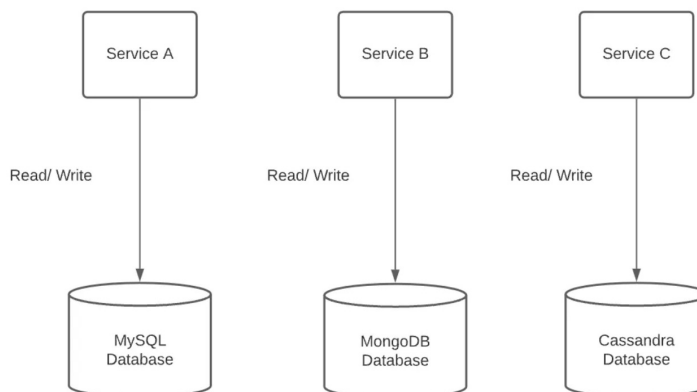 Service A
Service B
Service C
Read/ Write
Read/ Write
Read/ Write
MySQL
Database
MongoDB
Database
Cassandra
Database